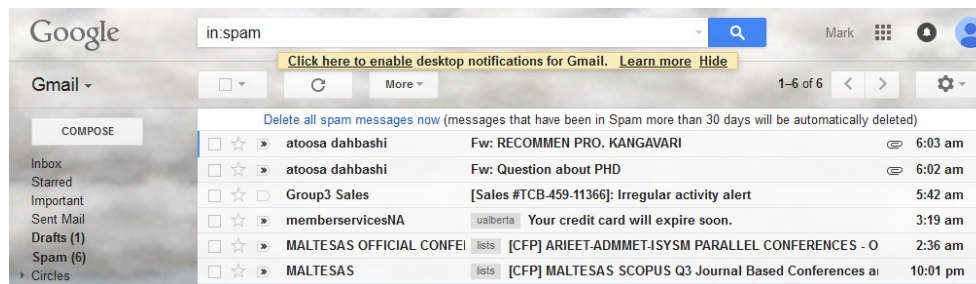 Google in:spam Mark
Click here to enable desktop notifications for Gmail. Learn more Hide
Gmail More 1–6 of 6
Delete all spam messages now (messages that have been in Spam more than 30 days will be automatically deleted)
COMPOSE
atoosa dahbashi Fw: RECOMMEN PRO. KANGAVARI 6:03 am
Inbox
atoosa dahbashi Fw: Question about PHD 6:02 am
Starred
Important
Group3 Sales [Sales #TCB-459-11366]: Irregular activity alert 5:42 am
Sent Mail
memberservicesNA ualberta Your credit card will expire soon. 3:19 am
Drafts (1)
MALTESAS OFFICIAL CONFE lists [CFP] ARIEET-ADMMET-ISYSM PARALLEL CONFERENCES - O 2:36 am
Spam (6)
Circles
MALTESAS lists [CFP] MALTESAS SCOPUS Q3 Journal Based Conferences a 10:01 pm